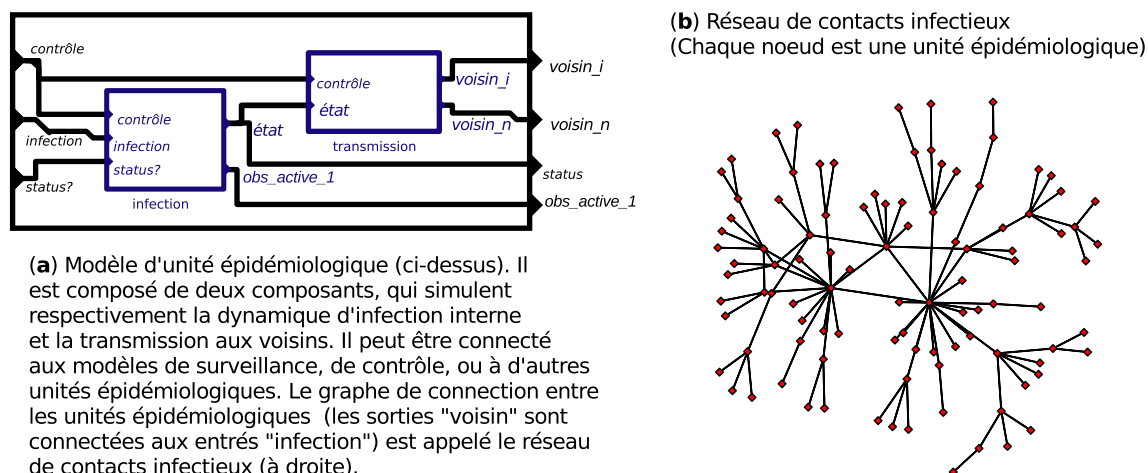 contrôle
infection
status?
contrôle
infection
status?
infection
état
obs_active_1
contrôle
état
transmission
voisin_i
voisin_n
voisin_i
voisin_n
status
obs_active_1
(a) Modèle d'unité épidémiologique (ci-dessus). Il
est composé de deux composants, qui simulent
respectivement la dynamique d'infection interne
et la transmission aux voisins. Il peut être connecté
aux modèles de surveillance, de contrôle, ou à d'autres
unités épidémiologiques. Le graphe de connection entre
les unités épidémiologiques (les sorties "voisin" sont
connectées aux entrés "infection") est appelé le réseau
de contacts infectieux (à droite).
(b) Réseau de contacts infectieux
(Chaque noeud est une unité épidémiologique)